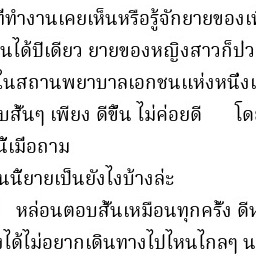 ที่ทำงานเคยเห็นหรือรู้จักยายของเ
นได้ปีเดียว ยายของหญิงสาวก็ป่ว
ในสถานพยาบาลเอกชนแห่งหนึ่งแ
บสั้นๆ เพียง ดีขึ้น ไม่ค่อยดี โด
นี้เมื่อถาม
นนี้ยายเป็นยังไงบ้างล่ะ
หล่อนตอบสั้นเหมือนทุกครั้ง ดีห
งได้ไม่อยากเดินทางไปไหนไกลๆ น